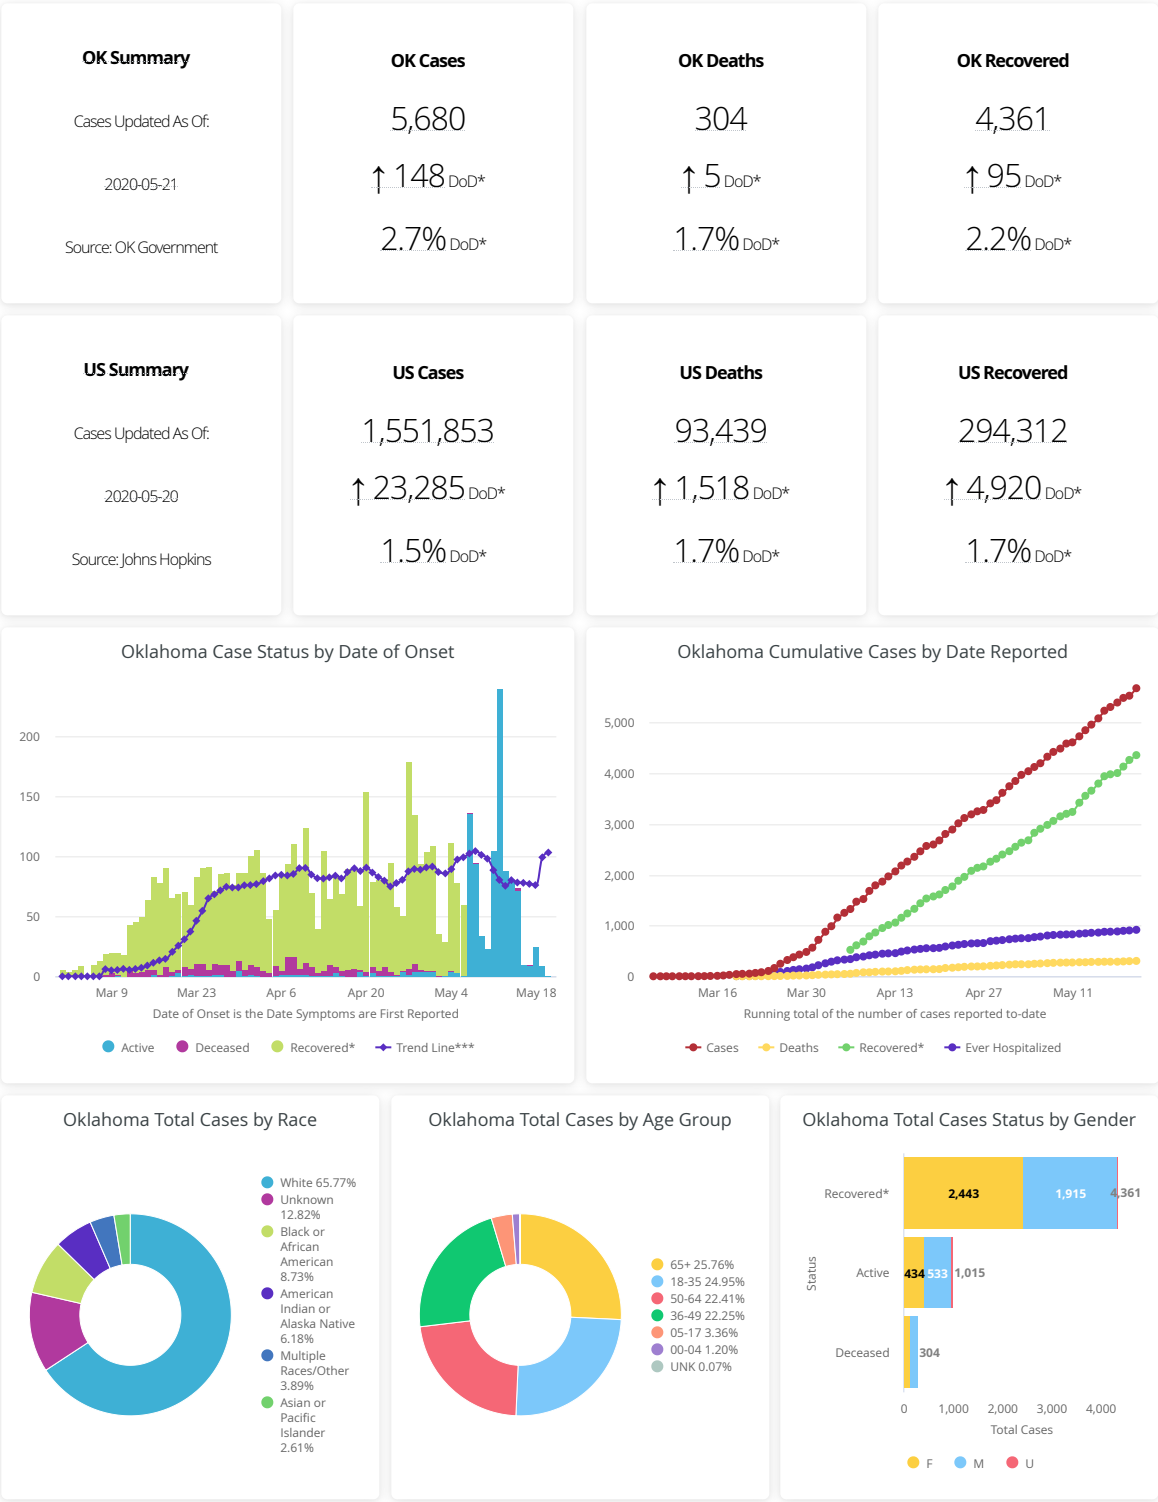 OK Summary
Cases Updated As Of:
2020-05-21
Source: OK Government
OK Cases
5,680
↑ 148 DoD*
2.7% DoD*
OK Deaths
304
↑ 5 DoD*
1.7% DoD*
OK Recovered
4,361
↑ 95 DoD*
2.2% DoD*
US Summary
Cases Updated As Of:
2020-05-20
Source: Johns Hopkins
US Cases
1,551,853
↑ 23,285 DoD*
1.5% DoD*
US Deaths
93,439
↑ 1,518 DoD*
1.7% DoD*
US Recovered
294,312
↑ 4,920 DoD*
1.7% DoD*
Oklahoma Case Status by Date of Onset
200
150
100
50
0
Mar 9 Mar 23 Apr 6 Apr 20 May 4 May 18
Date of Onset is the Date Symptoms are First Reported
Active Deceased Recovered* Trend Line***
Oklahoma Cumulative Cases by Date Reported
5,000
4,000
3,000
2,000
1,000
0
Mar 16 Mar 30 Apr 13 Apr 27 May 11
Running total of the number of cases reported to-date
Cases Deaths Recovered* Ever Hospitalized
Oklahoma Total Cases by Race
White 65.77%
Unknown
12.82%
Black or
African
American
8.73%
American
Indian or
Alaska Native
6.18%
Multiple
Races/Other
3.89%
Asian or
Pacific
Islander
2.61%
Oklahoma Total Cases by Age Group
65+ 25.76%
18-35 24.95%
50-64 22.41%
36-49 22.25%
05-17 3.36%
00-04 1.20%
UNK 0.07%
Oklahoma Total Cases Status by Gender
Status
Recovered* 2,443 1,915 4,361
Active 434 533 1,015
Deceased 304
0 1,000 2,000 3,000 4,000
Total Cases
F M U